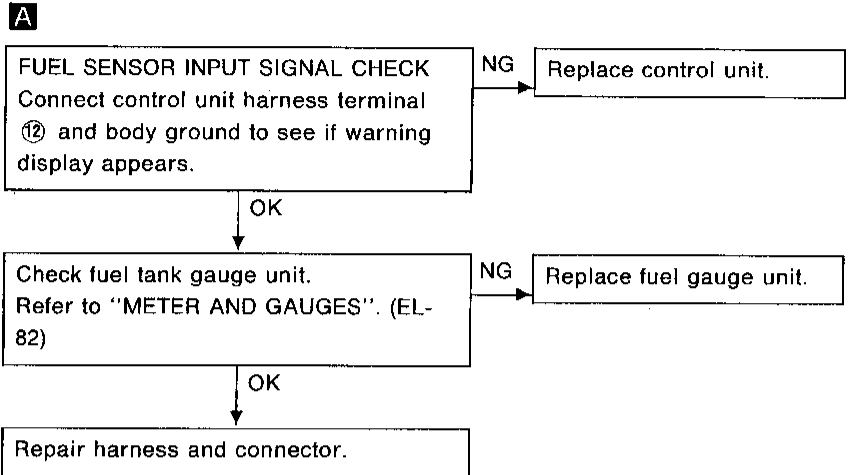 A
FUEL SENSOR INPUT SIGNAL CHECK
Connect control unit harness terminal
⑫ and body ground to see if warning
display appears.
NG
Replace control unit.
OK
Check fuel tank gauge unit.
Refer to "METER AND GAUGES". (EL-
82)
NG
Replace fuel gauge unit.
OK
Repair harness and connector.